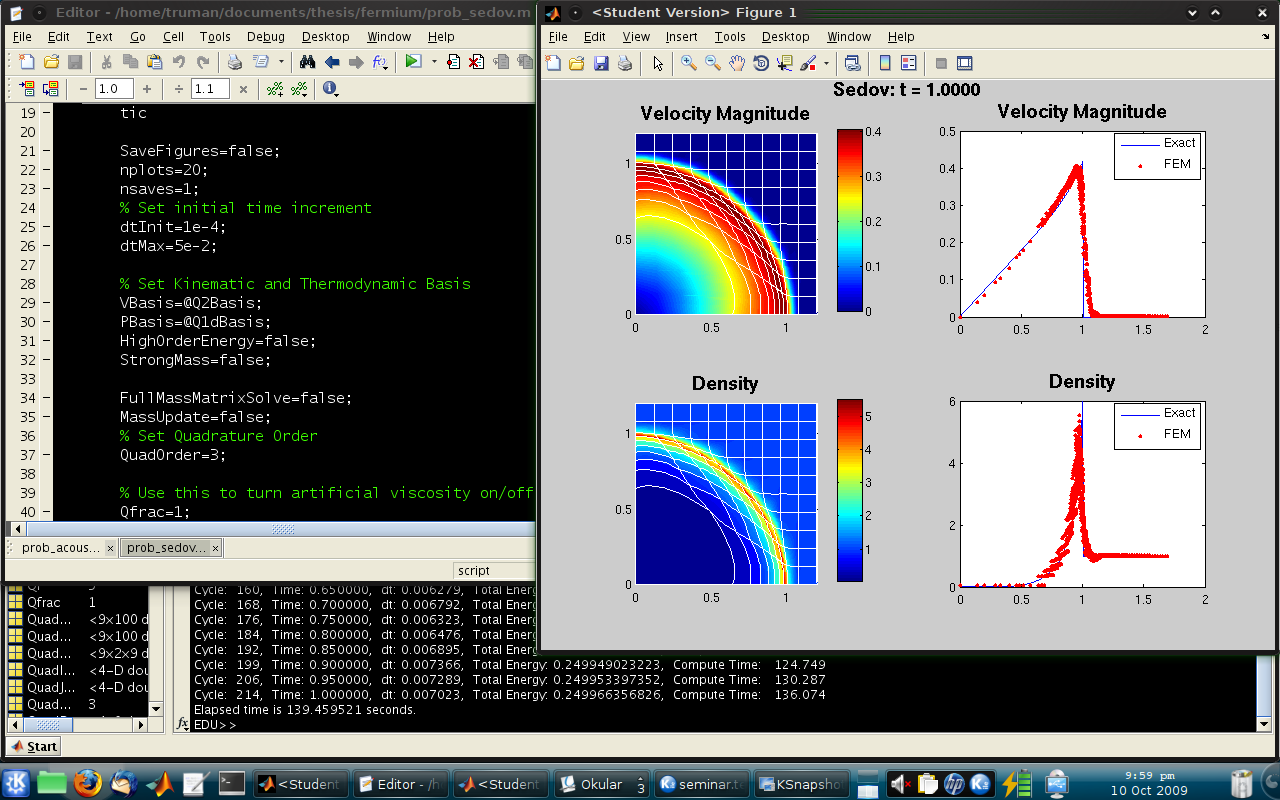 Editor - /home/truman/documents/thesis/fermium/prob_sedov.m
File Edit Text Go Cell Tools Debug Desktop Window Help
1.0
1.1
19 tic
20
21 SaveFigures=false;
22 nplots=20;
23 nsaves=1;
24 % Set initial time increment
25 dtInit=1e-4;
26 dtMax=5e-2;
27
28 % Set Kinematic and Thermodynamic Basis
29 VBasis=@Q2Basis;
30 PBasis=@Q1dBasis;
31 HighOrderEnergy=false;
32 StrongMass=false;
33
34 FullMassMatrixSolve=false;
35 MassUpdate=false;
36 % Set Quadrature Order
37 QuadOrder=3;
38
39 % Use this to turn artificial viscosity on/off
40 Qfrac=1;
prob_acous... × prob_sedov... ×
script
<Student Version> Figure 1
File Edit View Insert Tools Desktop Window Help
Sedov: t = 1.0000
Velocity Magnitude
1
0.5
0
0.5
1
0.4
0.3
0.2
0.1
0
Velocity Magnitude
Exact
FEM
0.5
0.4
0.3
0.2
0.1
0
0 0.5 1 1.5 2
Density
1
0.5
0
0.5
1
5
4
3
2
1
Density
Exact
FEM
6
4
2
0
0 0.5 1 1.5 2
Qfrac 1
Quad... <9x100 d
Quad... <9x100 d
Quad... <9x2x9 d
QuadI... <4-D dou
QuadJ... <4-D dou
Quad... 3
Cycle: 160, Time: 0.650000, dt: 0.006279, Total Energ
Cycle: 168, Time: 0.700000, dt: 0.006792, Total Energ
Cycle: 176, Time: 0.750000, dt: 0.006323, Total Energ
Cycle: 184, Time: 0.800000, dt: 0.006476, Total Energ
Cycle: 192, Time: 0.850000, dt: 0.006895, Total Energ
Cycle: 199, Time: 0.900000, dt: 0.007366, Total Energy: 0.249949023223, Compute Time: 124.749
Cycle: 206, Time: 0.950000, dt: 0.007289, Total Energy: 0.249953397352, Compute Time: 130.287
Cycle: 214, Time: 1.000000, dt: 0.007023, Total Energy: 0.249966356826, Compute Time: 136.074
Elapsed time is 139.459521 seconds.
fx EDU>>
Start
<Student
Editor - /h
<Student
Okular 3
seminar.t
KSnapsho
9:59 pm
10 Oct 2009